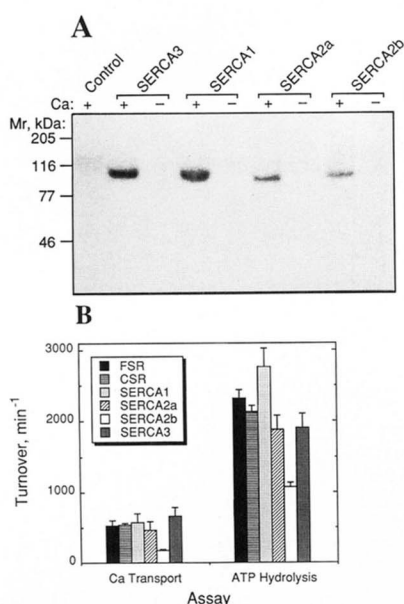 A
Control SERCA3 SERCA1 SERCA2a SERCA2b
Ca: + + − + − + − + −
Mr, kDa:
205
116
77
46
B
3000
2000
1000
0
Turnover, min-1
FSR
CSR
SERCA1
SERCA2a
SERCA2b
SERCA3
Ca Transport ATP Hydrolysis
Assay